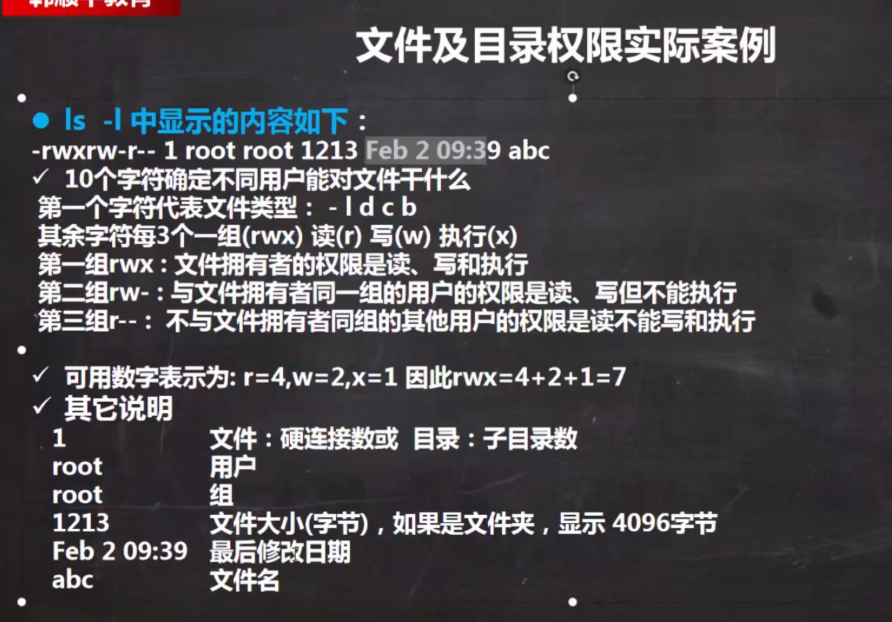 文件及目录权限实际案例
ls -l 中显示的内容如下：
-rwxrw-r-- 1 root root 1213 Feb 2 09:39 abc
✓ 10个字符确定不同用户能对文件干什么
第一个字符代表文件类型： - l d c b
其余字符每3个一组(rwx) 读(r) 写(w) 执行(x)
第一组rwx : 文件拥有者的权限是读、写和执行
第二组rw- : 与文件拥有者同一组的用户的权限是读、写但不能执行
第三组r-- : 不与文件拥有者同组的其他用户的权限是读不能写和执行
✓ 可用数字表示为: r=4,w=2,x=1 因此rwx=4+2+1=7
✓ 其它说明
1 文件：硬连接数或 目录：子目录数
root 用户
root 组
1213 文件大小(字节)，如果是文件夹，显示 4096字节
Feb 2 09:39 最后修改日期
abc 文件名